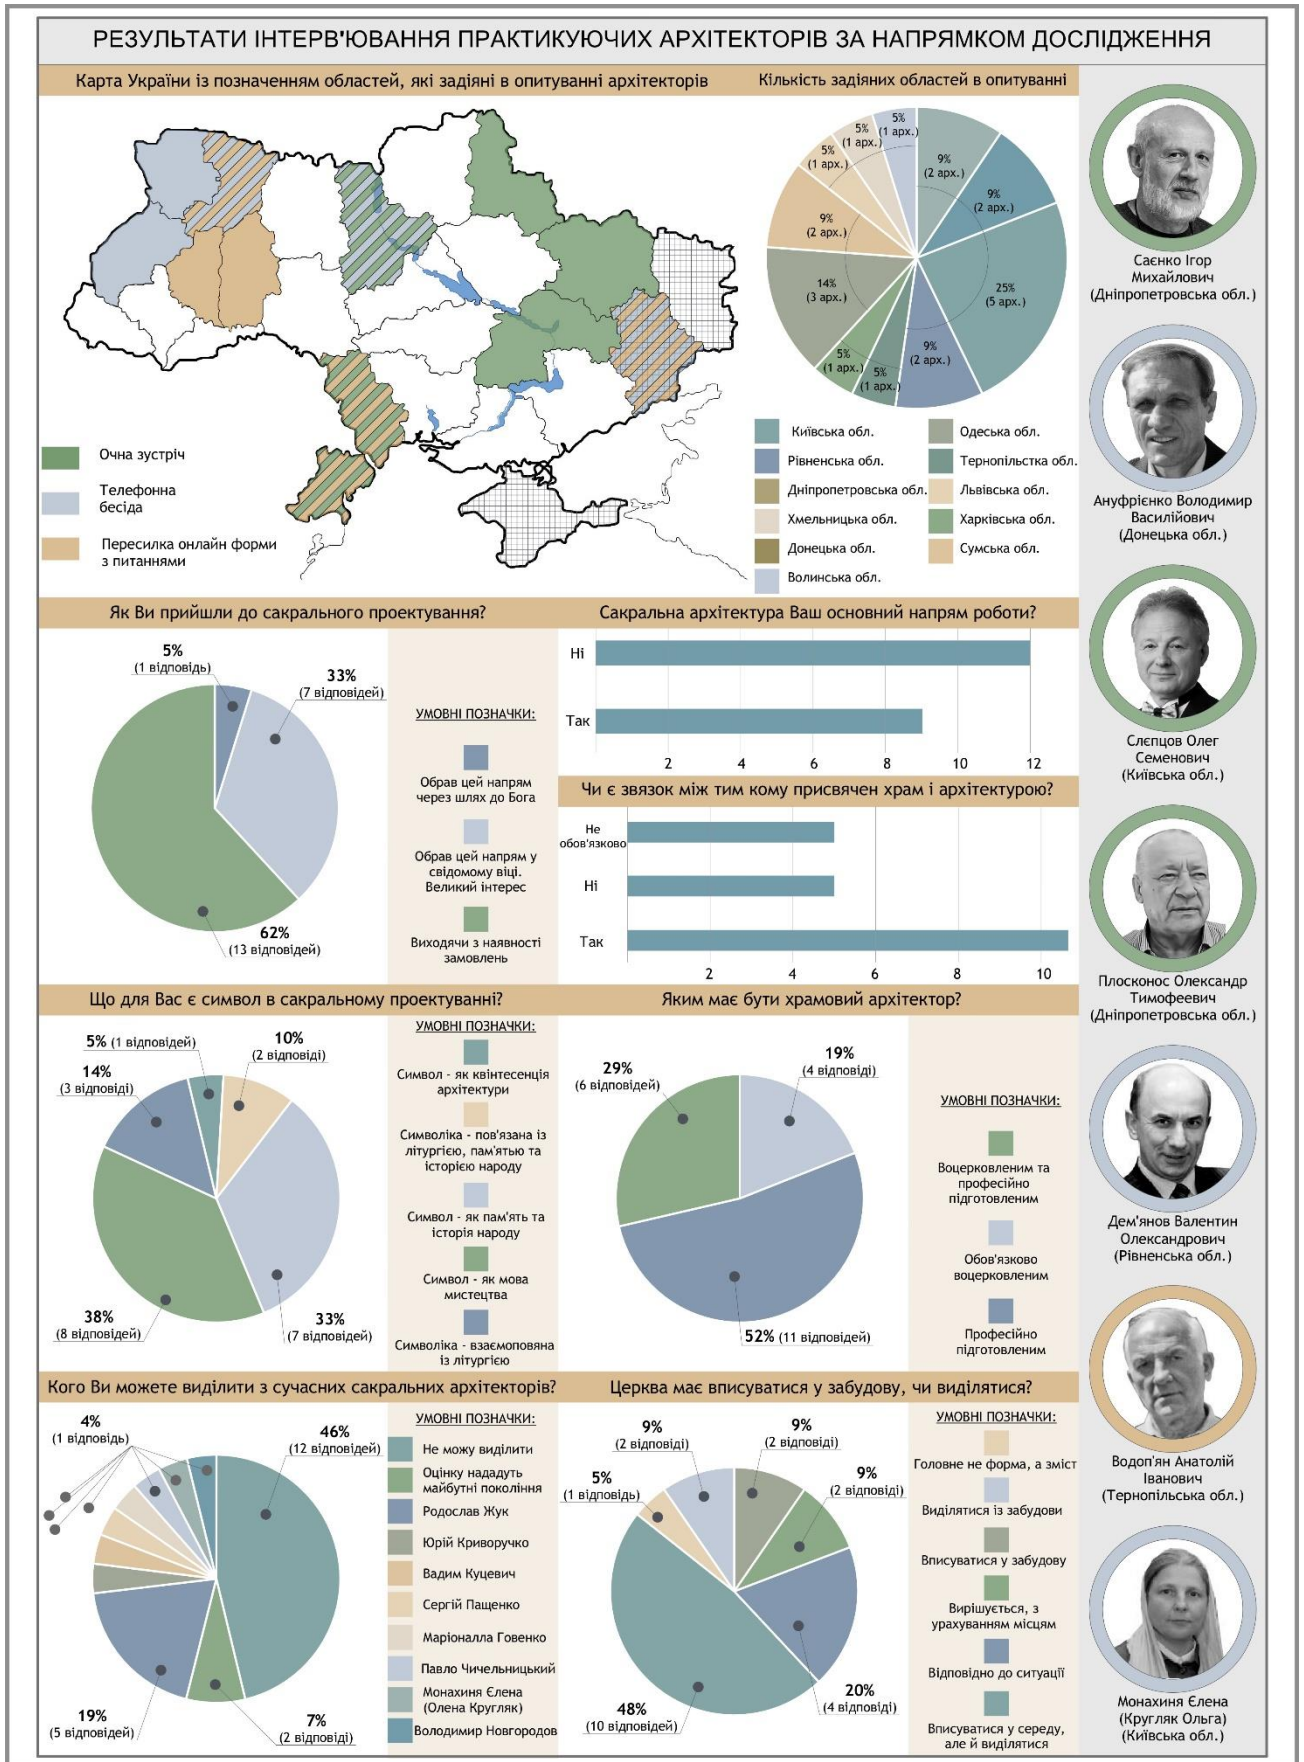 РЕЗУЛЬТАТИ ІНТЕРВ'ЮВАННЯ ПРАКТИКУЮЧИХ АРХІТЕКТОРІВ ЗА НАПРЯМКОМ ДОСЛІДЖЕННЯ
Карта України із позначенням областей, які задіяні в опитуванні архітекторів
Очна зустріч
Телефонна
бесіда
Пересилка онлайн форми
з питаннями
Кількість задіяних областей в опитуванні
5%
(1 арх.)
5%
(1 арх.)
5%
(1 арх.)
9%
(2 арх.)
9%
(2 арх.)
9%
(2 арх.)
14%
(3 арх.)
25%
(5 арх.)
5%
(1 арх.)
5%
(1 арх.)
9%
(2 арх.)
Київська обл.
Рівненська обл.
Дніпропетровська обл.
Хмельницька обл.
Донецька обл.
Волинська обл.
Одеська обл.
Тернопільстка обл.
Львівська обл.
Харківська обл.
Сумська обл.
Як Ви прийшли до сакрального проектування?
5%
(1 відповідь)
33%
(7 відповідей)
62%
(13 відповідей)
УМОВНІ ПОЗНАЧКИ:
Обрав цей напрям
через шлях до Бога
Обрав цей напрям у
свідомому віці.
Великий інтерес
Виходячи з наявності
замовлень
Сакральна архітектура Ваш основний напрям роботи?
Ні
Так
2 4 6 8 10 12
Чи є звязок між тим кому присвячен храм і архітектурою?
Не
обов'язково
Ні
Так
2 4 6 8 10
Що для Вас є символ в сакральному проектуванні?
5% (1 відповідей)
10%
(2 відповіді)
14%
(3 відповіді)
38%
(8 відповідей)
33%
(7 відповідей)
УМОВНІ ПОЗНАЧКИ:
Символ - як квінтесенція
архітектури
Символіка - пов'язана із
літургією, пам'ятью та
історією народу
Символ - як пам'ять та
історія народу
Символ - як мова
мистецтва
Символіка - взаємоповяна
із літургією
Яким має бути храмовий архітектор?
29%
(6 відповідей)
19%
(4 відповіді)
52% (11 відповідей)
УМОВНІ ПОЗНАЧКИ:
Воцерковленим та
професійно
підготовленим
Обов'язково
воцерковленим
Професійно
підготовленим
Кого Ви можете виділити з сучасних сакральних архітекторів?
4%
(1 відповідь)
46%
(12 відповідей)
19%
(5 відповідей)
7%
(2 відповіді)
УМОВНІ ПОЗНАЧКИ:
Не можу виділити
Оцінку нададуть
майбутні покоління
Родослав Жук
Юрій Криворучко
Вадим Куцевич
Сергій Пащенко
Маріоналла Говенко
Павло Чичельницький
Монахиня Єлена
(Олена Кругляк)
Володимир Новгородов
Церква має вписуватися у забудову, чи виділятися?
9%
(2 відповіді)
9%
(2 відповіді)
5%
(1 відповідь)
9%
(2 відповіді)
48%
(10 відповідей)
20%
(4 відповіді)
УМОВНІ ПОЗНАЧКИ:
Головне не форма, а зміст
Виділятися із забудови
Вписуватися у забудову
Вирішується, з
урахуванням місцям
Відповідно до ситуації
Вписуватися у середу,
але й виділятися
Саєнко Ігор
Михайлович
(Дніпропетровська обл.)
Ануфрієнко Володимир
Василійович
(Донецька обл.)
Слєпцов Олег
Семенович
(Київська обл.)
Плосконос Олександр
Тимофеевич
(Дніпропетровська обл.)
Дем'янов Валентин
Олександрович
(Рівненська обл.)
Водоп'ян Анатолій
Іванович
(Тернопільська обл.)
Монахиня Єлена
(Кругляк Ольга)
(Київська обл.)